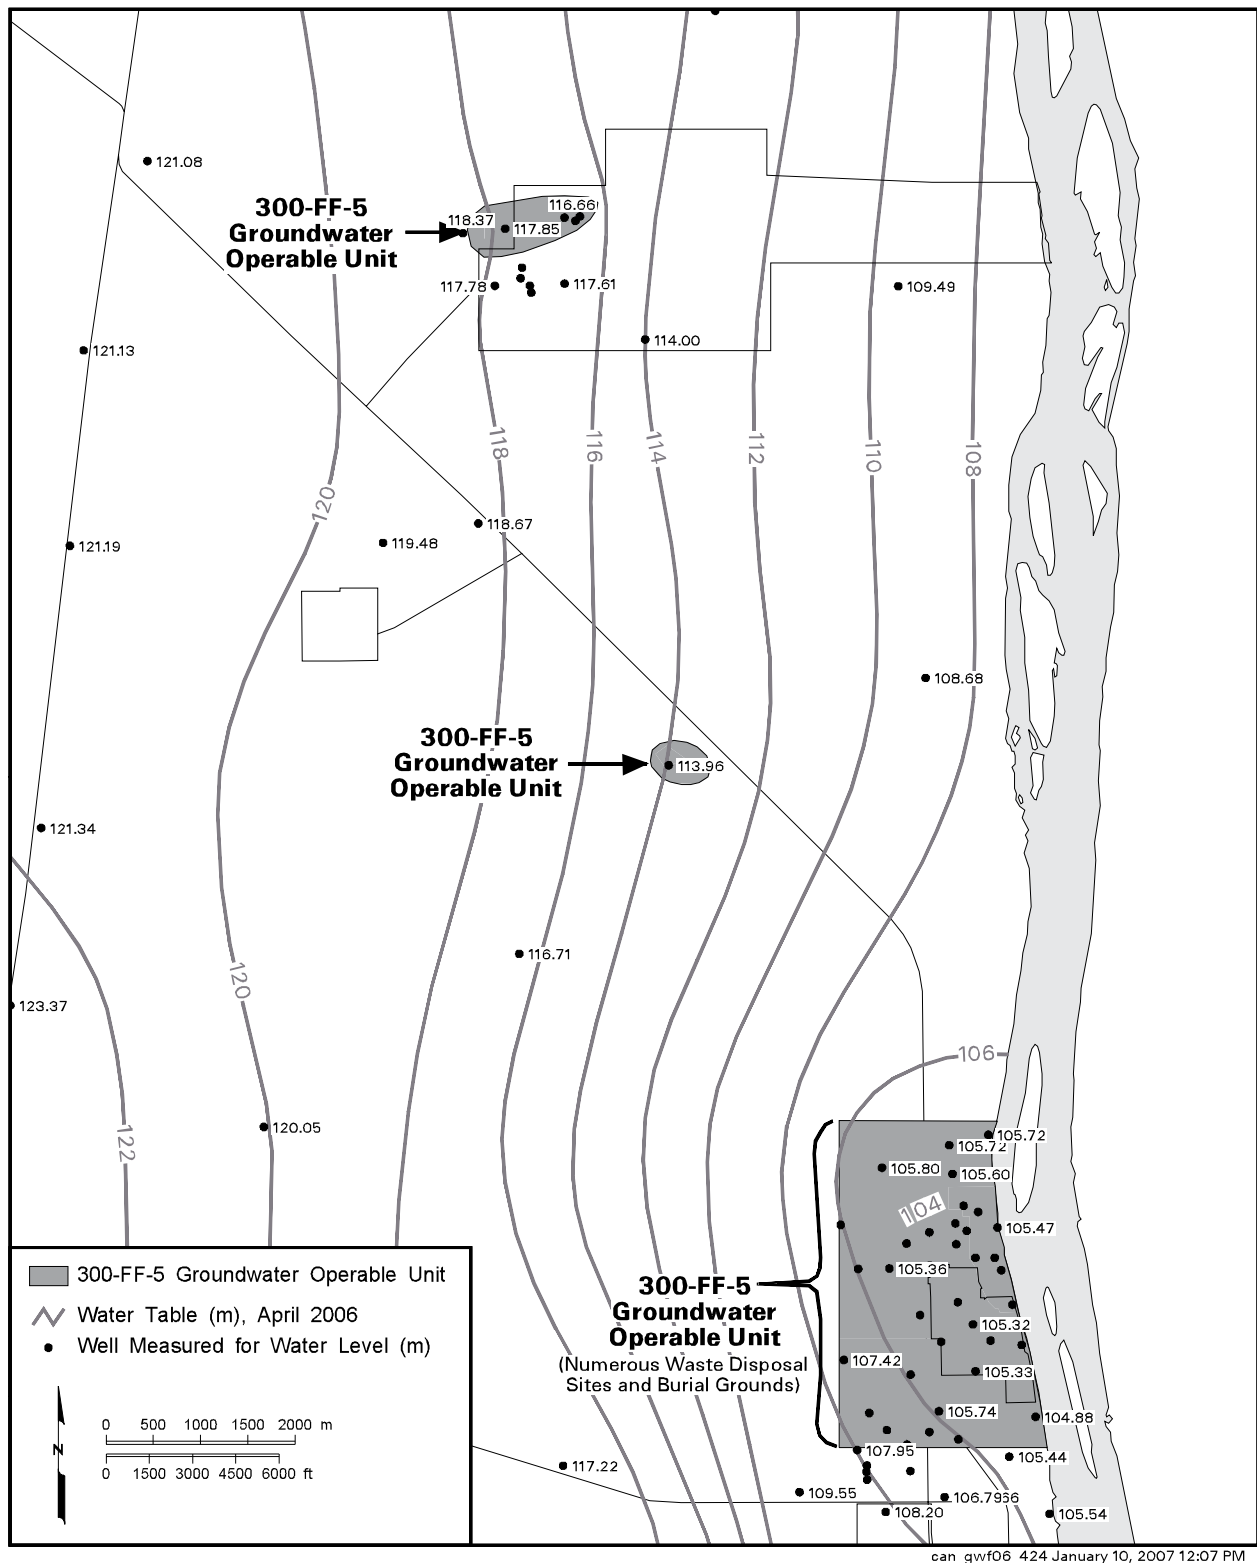 121.08
300-FF-5
Groundwater
Operable Unit
116.66
118.37
117.85
117.78
117.61
109.49
114.00
121.13
118
116
114
112
110
108
120
118.67
119.48
121.19
108.68
300-FF-5
Groundwater
Operable Unit
113.96
121.34
116.71
120
123.37
106
120.05
122
105.72
105.72
105.80
105.60
104
105.47
105.36
300-FF-5
Groundwater
Operable Unit
(Numerous Waste Disposal
Sites and Burial Grounds)
105.32
107.42
105.33
105.74
104.88
107.95
105.44
117.22
109.55
106.79
108.20
105.54
300-FF-5 Groundwater Operable Unit
Water Table (m), April 2006
Well Measured for Water Level (m)
0 500 1000 1500 2000 m
N
0 1500 3000 4500 6000 ft
can_gwf06_424 January 10, 2007 12:07 PM